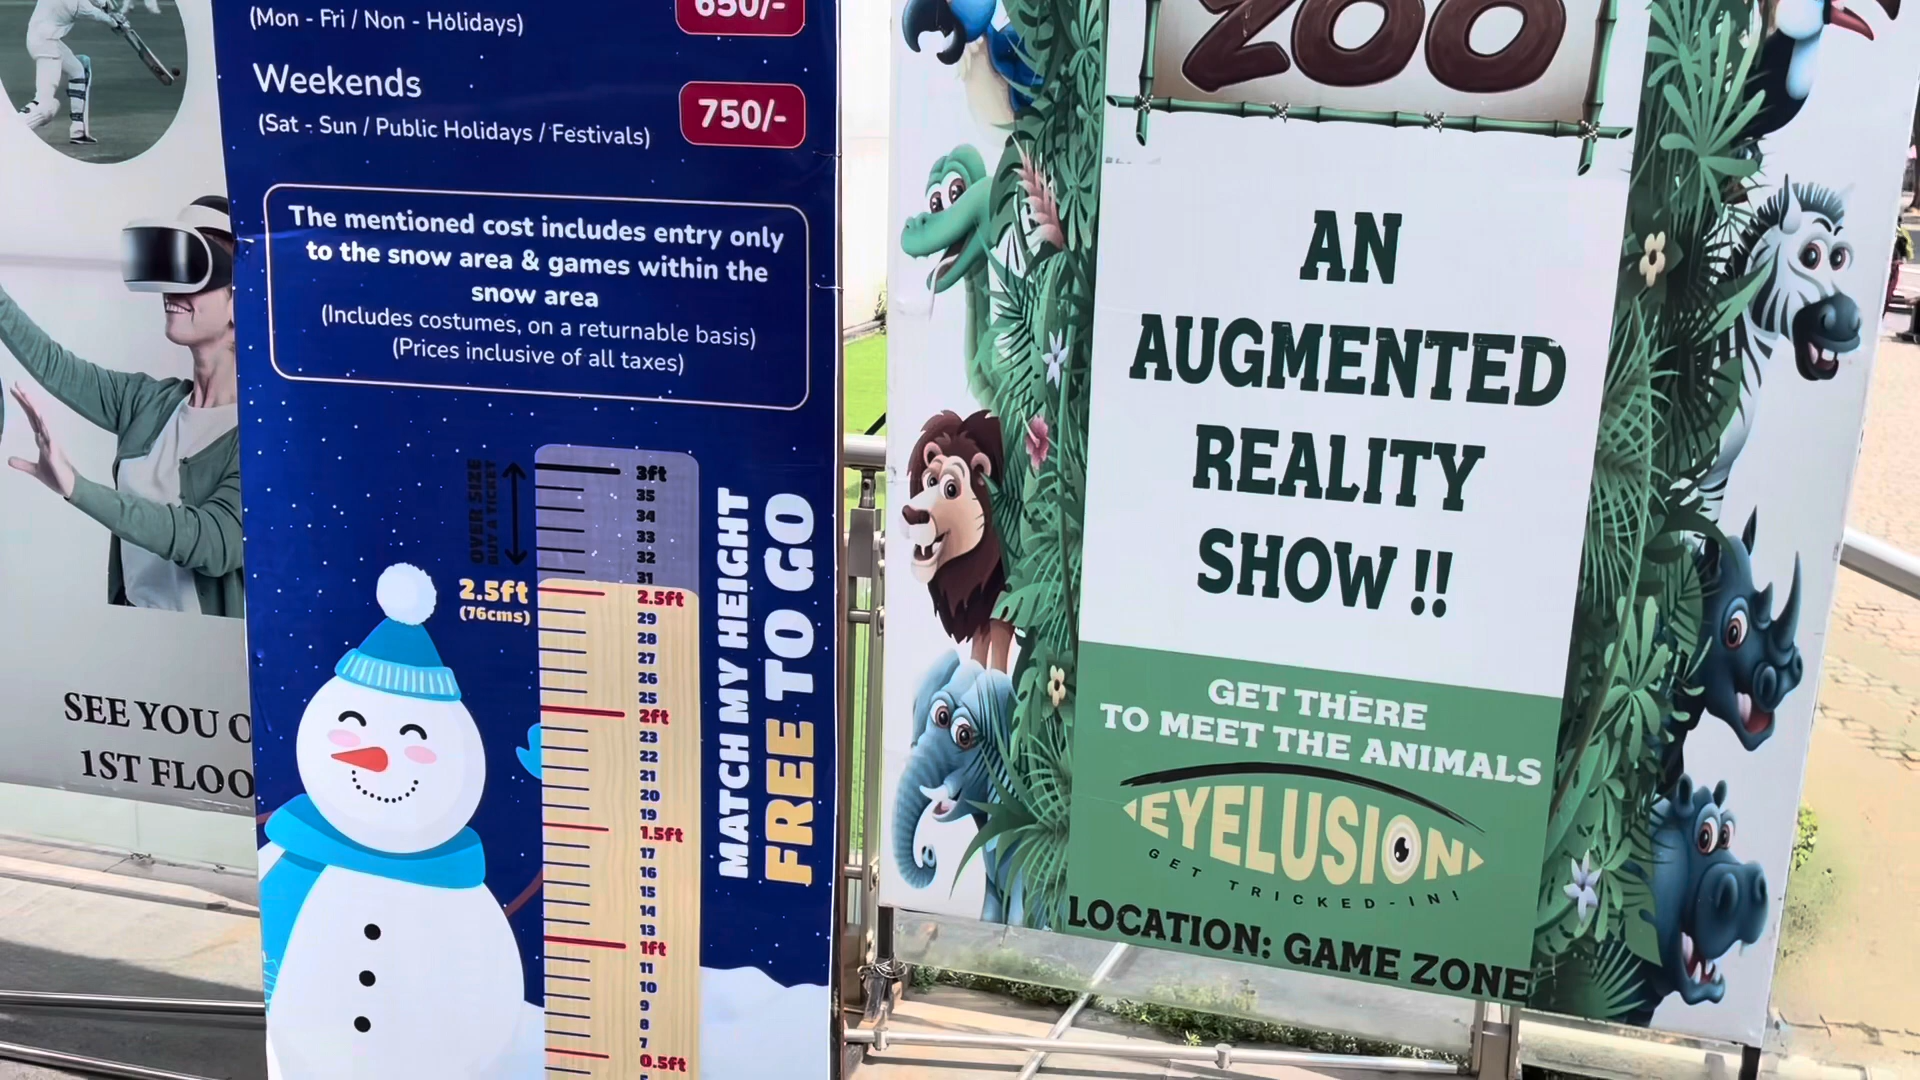 (Mon - Fri / Non - Holidays)
650/-
Weekends
(Sat - Sun / Public Holidays / Festivals)
750/-
The mentioned cost includes entry only
to the snow area & games within the
snow area
(Includes costumes, on a returnable basis)
(Prices inclusive of all taxes)
OVER SIZE
BUY A TICKET
2.5ft
(76cms)
3ft
35
34
33
32
31
2.5ft
29
28
27
26
25
2ft
23
22
21
20
19
1.5ft
17
16
15
14
13
1ft
11
10
9
8
7
0.5ft
MATCH MY HEIGHT
FREE TO GO
SEE YOU
1ST
ZOO
AN
AUGMENTED
REALITY
SHOW !!
GET THERE
TO MEET THE ANIMALS
EYELUSION
GET TRICKED-IN!
LOCATION: GAME ZONE